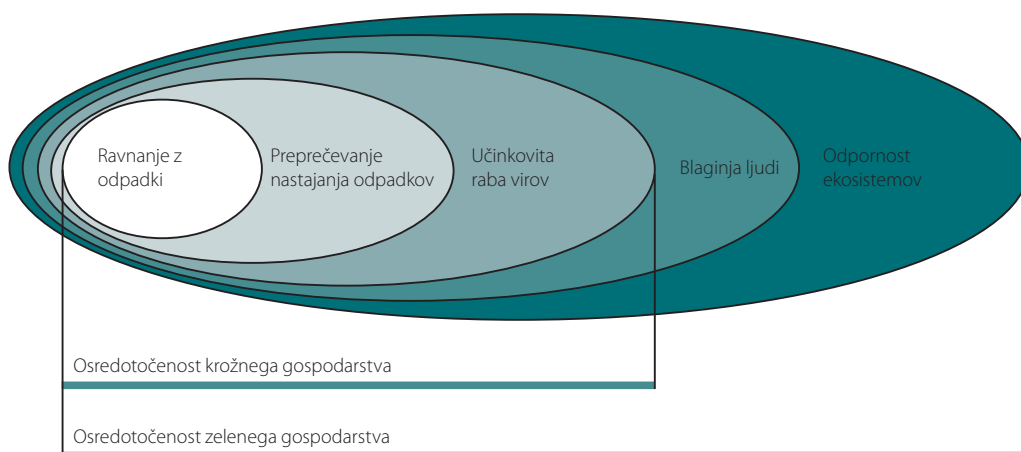 Ravnanje z
odpadki
Preprečevanje
nastajanja odpadkov
Učinkovita
raba virov
Blaginja ljudi
Odpornost
ekosistemov
Osredotočenost krožnega gospodarstva
Osredotočenost zelenega gospodarstva